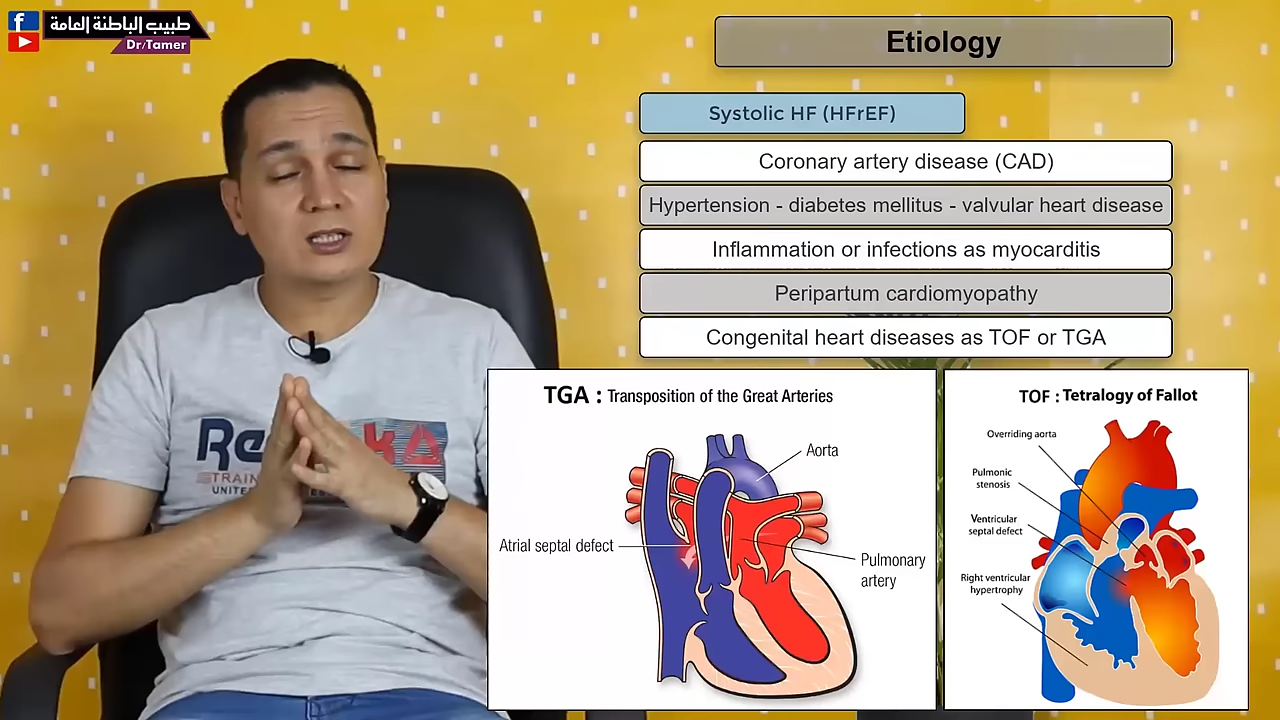 طبيب الباطنة العامة
Dr/Tamer
Etiology
Systolic HF (HFrEF)
Coronary artery disease (CAD)
Hypertension - diabetes mellitus - valvular heart disease
Inflammation or infections as myocarditis
Peripartum cardiomyopathy
Congenital heart diseases as TOF or TGA
TGA : Transposition of the Great Arteries
Aorta
Atrial septal defect
Pulmonary
artery
TOF : Tetralogy of Fallot
Overriding aorta
Pulmonic
stenosis
Ventricular
septal defect
Right ventricular
hypertrophy